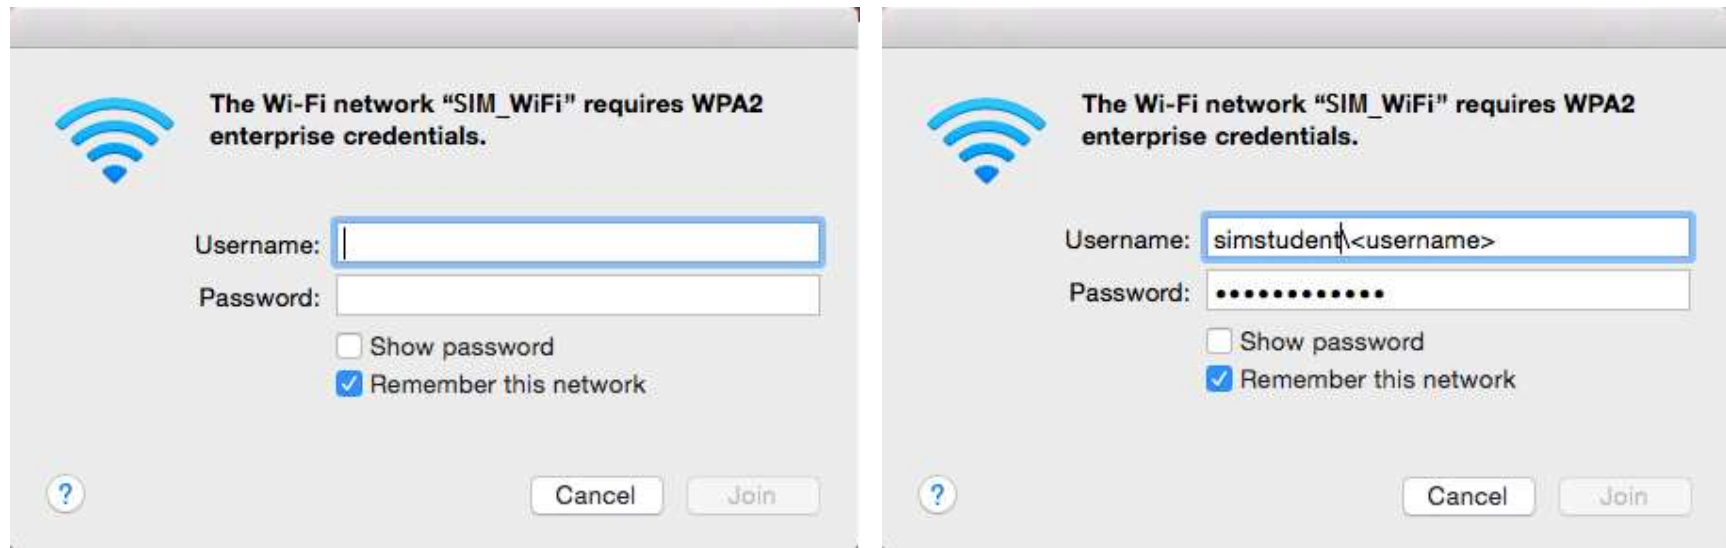 The Wi-Fi network “SIM_WiFi” requires WPA2
enterprise credentials.
Username:
Password:
Show password
Remember this network
?
Cancel
Join
The Wi-Fi network “SIM_WiFi” requires WPA2
enterprise credentials.
Username: simstudent\<username>
Password: ••••••••••••
Show password
Remember this network
?
Cancel
Join